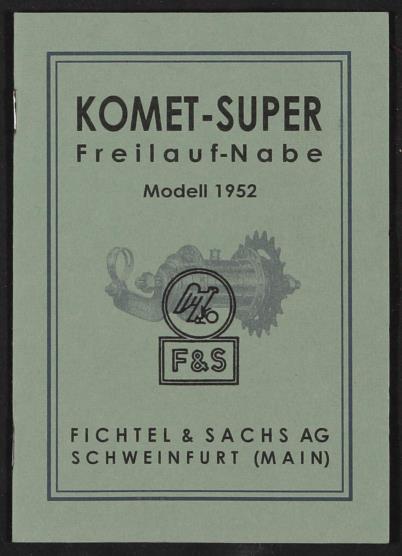 KOMET-SUPER
Freilauf-Nabe
Modell 1952
F&S
FICHTEL & SACHS AG
SCHWEINFURT (MAIN)